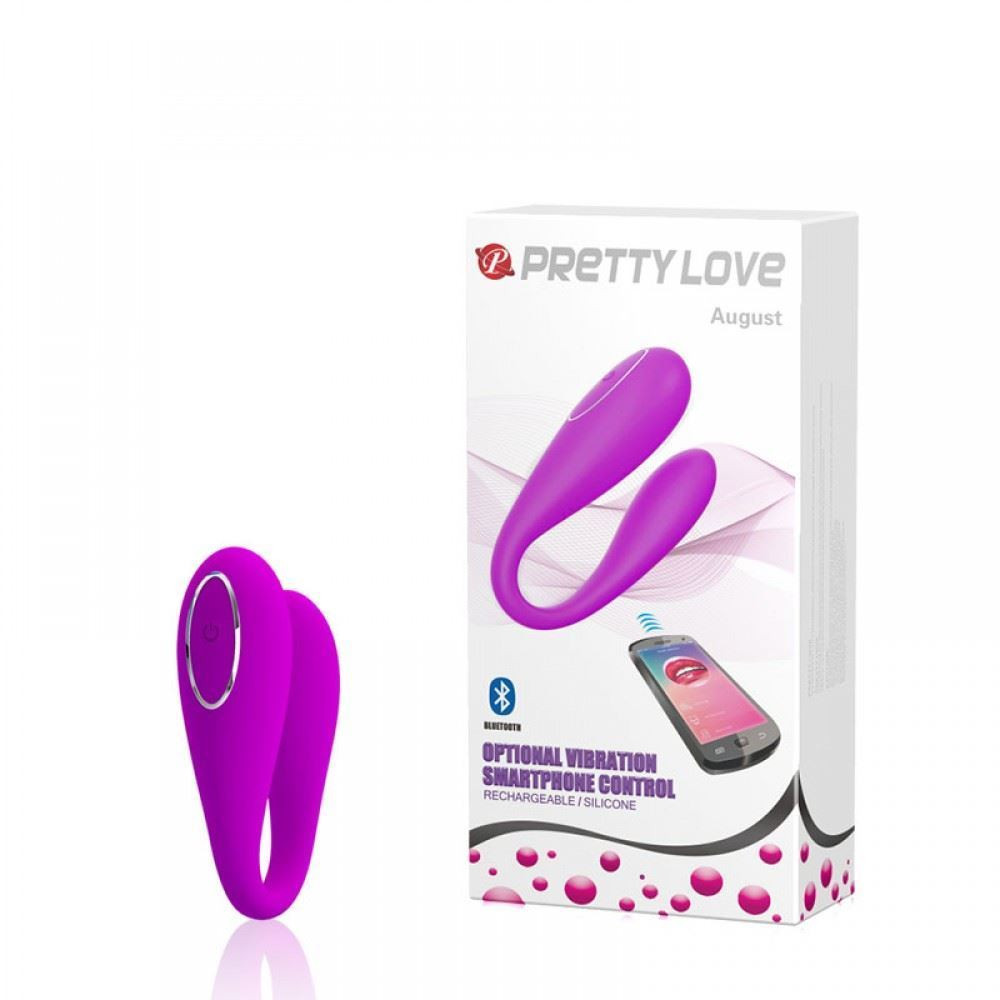 PRETTY LOVE
August
BLUETOOTH
OPTIONAL VIBRATION
SMARTPHONE CONTROL
RECHARGEABLE / SILICONE